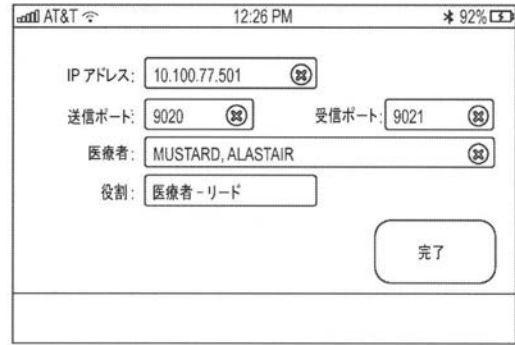 AT&T 12:26 PM 92%
IP アドレス: 10.100.77.501
送信ポート: 9020 受信ポート: 9021
医療者: MUSTARD, ALASTAIR
役割: 医療者 - リード
完了